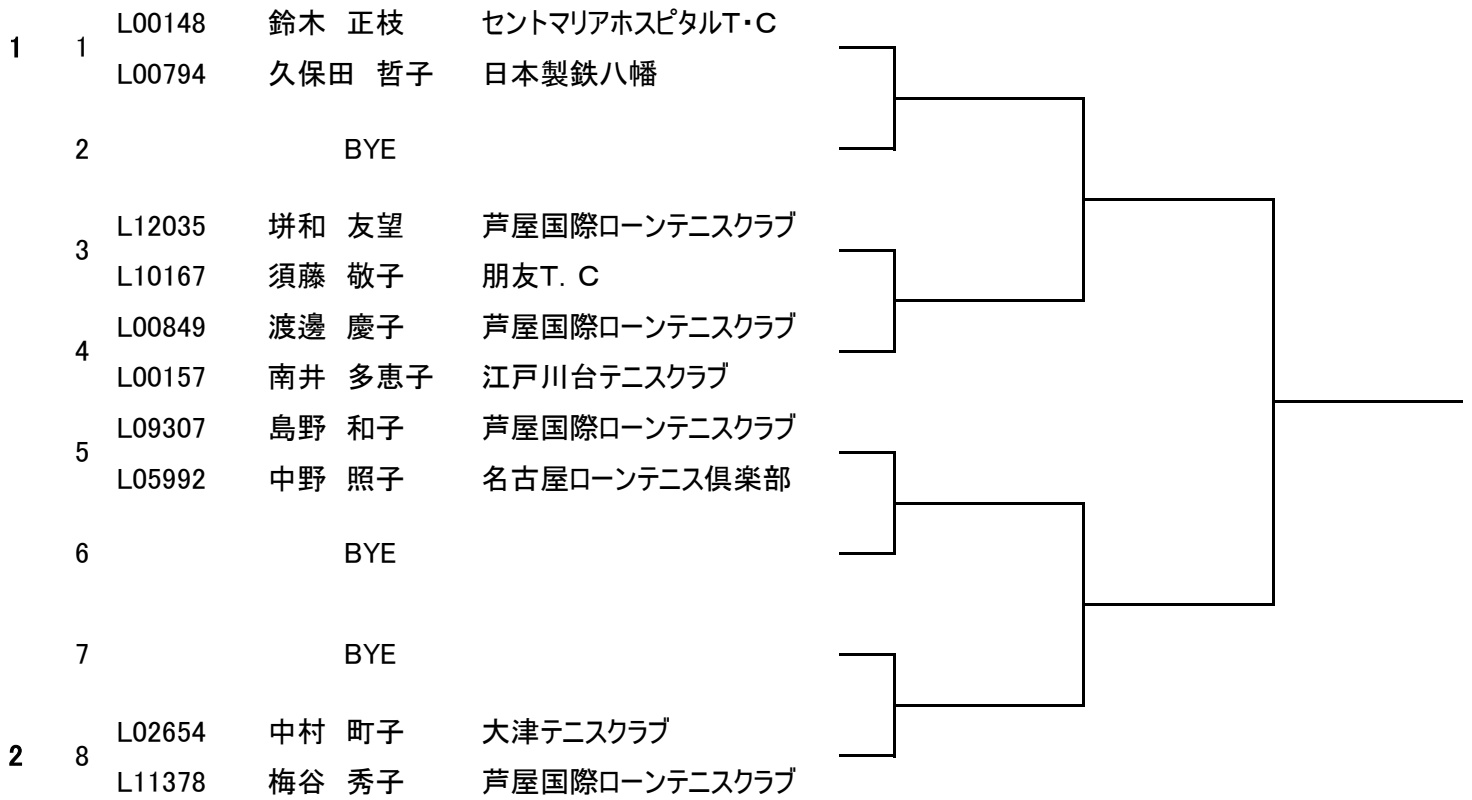 L00148 鈴木 正枝 セントマリアホスピタルT・C
1 1
L00794 久保田 哲子 日本製鉄八幡
2 BYE
L12035 垪和 友望 芦屋国際ローンテニスクラブ
3
L10167 須藤 敬子 朋友T. C
L00849 渡邊 慶子 芦屋国際ローンテニスクラブ
4
L00157 南井 多恵子 江戸川台テニスクラブ
L09307 島野 和子 芦屋国際ローンテニスクラブ
5
L05992 中野 照子 名古屋ローンテニス倶楽部
6 BYE
7 BYE
L02654 中村 町子 大津テニスクラブ
2 8
L11378 梅谷 秀子 芦屋国際ローンテニスクラブ